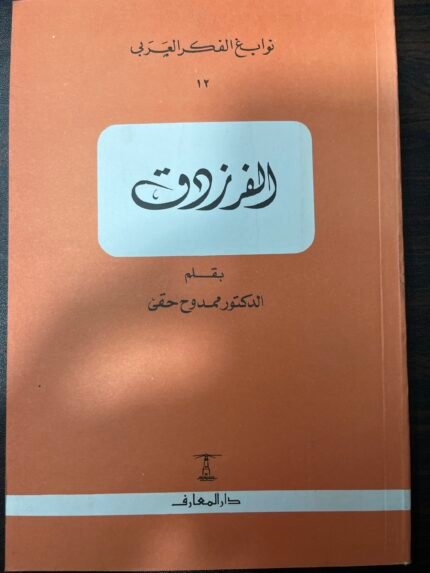 نوابغ الفكر العربي
١٢
الفرزدق
بقلم
الدكتور ممدوح حقي
دار المعارف